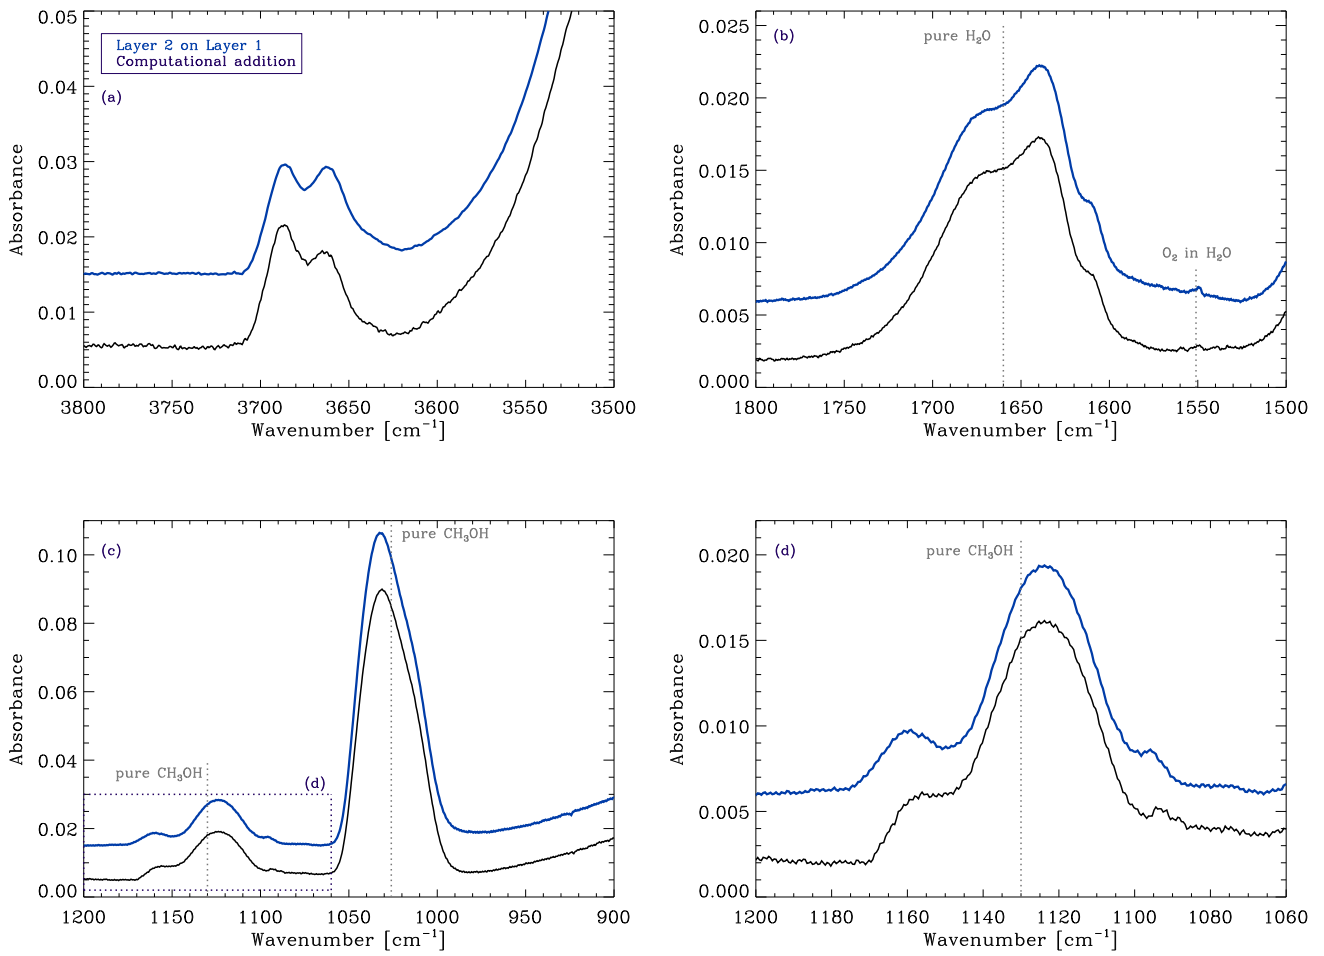 Layer 2 on Layer 1
Computational addition
(a)
0.05
0.04
0.03
0.02
0.01
0.00
Absorbance
3800 3750 3700 3650 3600 3550 3500
Wavenumber [cm⁻¹]
(b)
pure H₂O
O₂ in H₂O
0.025
0.020
0.015
0.010
0.005
0.000
Absorbance
1800 1750 1700 1650 1600 1550 1500
Wavenumber [cm⁻¹]
(c)
pure CH₃OH
pure CH₃OH
(d)
0.10
0.08
0.06
0.04
0.02
0.00
Absorbance
1200 1150 1100 1050 1000 950 900
Wavenumber [cm⁻¹]
(d)
pure CH₃OH
0.020
0.015
0.010
0.005
0.000
Absorbance
1200 1180 1160 1140 1120 1100 1080 1060
Wavenumber [cm⁻¹]